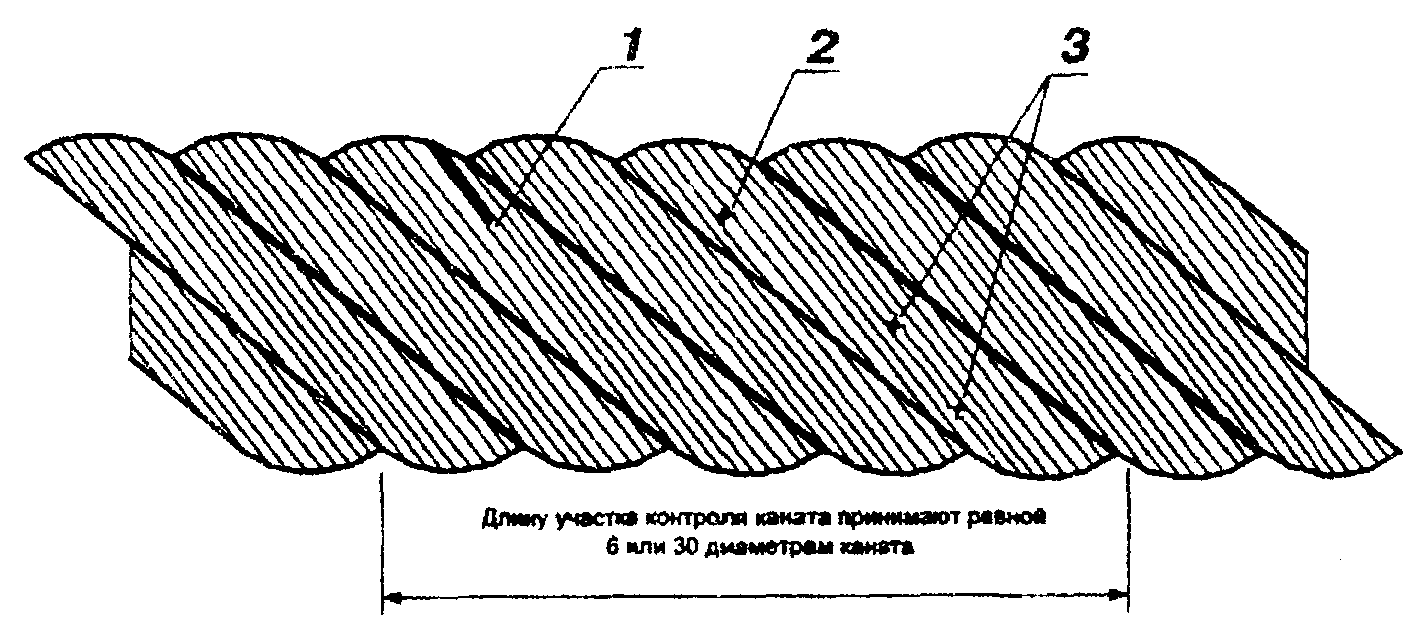 1
2
3
Длину участка контроля каната принимают равной
6 или 30 диаметрам каната